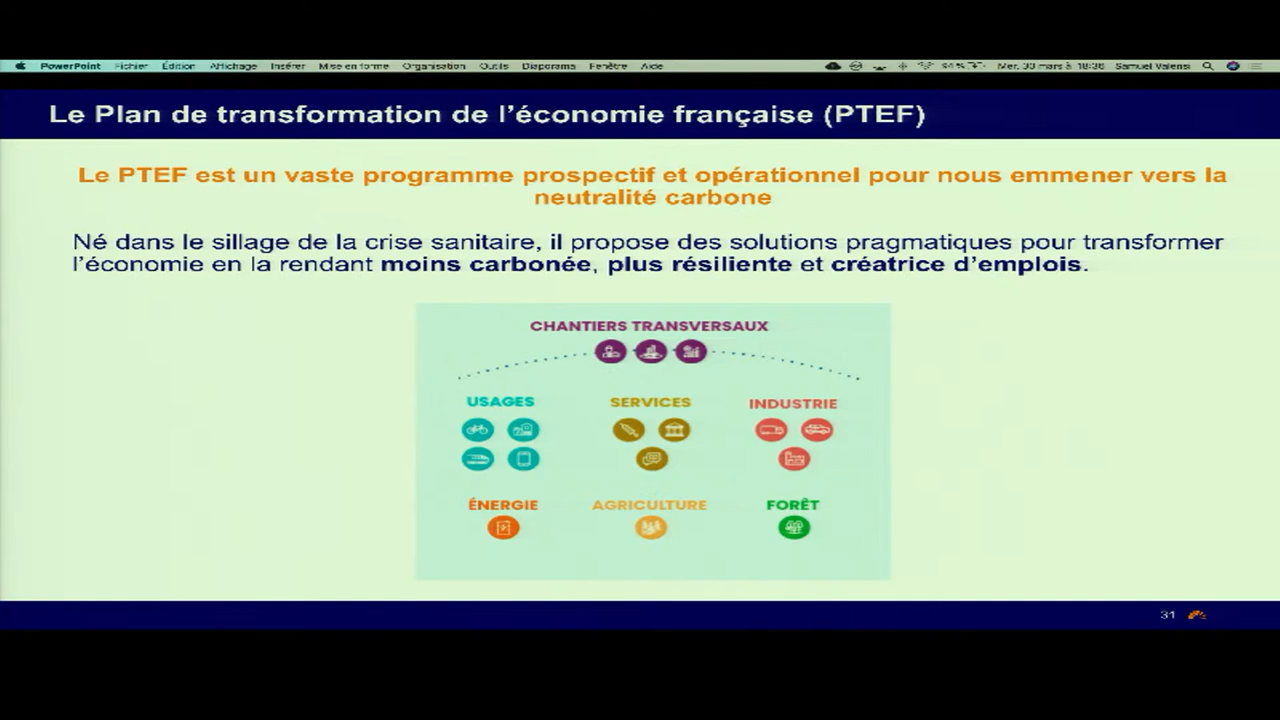 PowerPoint Fichier Édition Affichage Insérer Mise en forme Organisation Outils Diaporama Fenêtre Aide Mer. 30 mars à 18:36 Samuel Valensi
Le Plan de transformation de l’économie française (PTEF)
Le PTEF est un vaste programme prospectif et opérationnel pour nous emmener vers la
neutralité carbone
Né dans le sillage de la crise sanitaire, il propose des solutions pragmatiques pour transformer
l’économie en la rendant moins carbonée, plus résiliente et créatrice d’emplois.
CHANTIERS TRANSVERSAUX
USAGES SERVICES INDUSTRIE
ÉNERGIE AGRICULTURE FORÊT
31